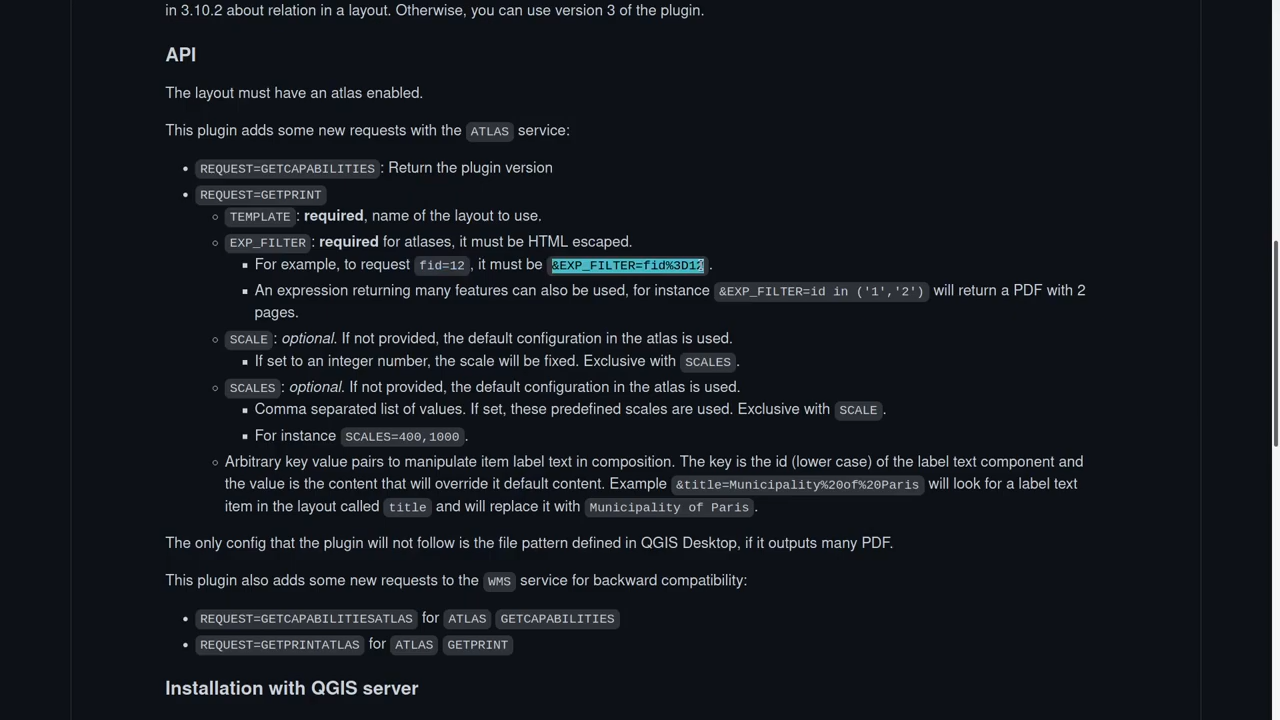 in 3.10.2 about relation in a layout. Otherwise, you can use version 3 of the plugin.
API
The layout must have an atlas enabled.
This plugin adds some new requests with the ATLAS service:
REQUEST=GETCAPABILITIES: Return the plugin version
REQUEST=GETPRINT
TEMPLATE: required, name of the layout to use.
EXP_FILTER: required for atlases, it must be HTML escaped.
For example, to request fid=12, it must be &EXP_FILTER=fid%3D12.
An expression returning many features can also be used, for instance &EXP_FILTER=id in ('1','2') will return a PDF with 2
pages.
SCALE: optional. If not provided, the default configuration in the atlas is used.
If set to an integer number, the scale will be fixed. Exclusive with SCALES.
SCALES: optional. If not provided, the default configuration in the atlas is used.
Comma separated list of values. If set, these predefined scales are used. Exclusive with SCALE.
For instance SCALES=400,1000.
Arbitrary key value pairs to manipulate item label text in composition. The key is the id (lower case) of the label text component and
the value is the content that will override it default content. Example &title=Municipality%20of%20Paris will look for a label text
item in the layout called title and will replace it with Municipality of Paris.
The only config that the plugin will not follow is the file pattern defined in QGIS Desktop, if it outputs many PDF.
This plugin also adds some new requests to the WMS service for backward compatibility:
REQUEST=GETCAPABILITIESATLAS for ATLAS GETCAPABILITIES
REQUEST=GETPRINTATLAS for ATLAS GETPRINT
Installation with QGIS server